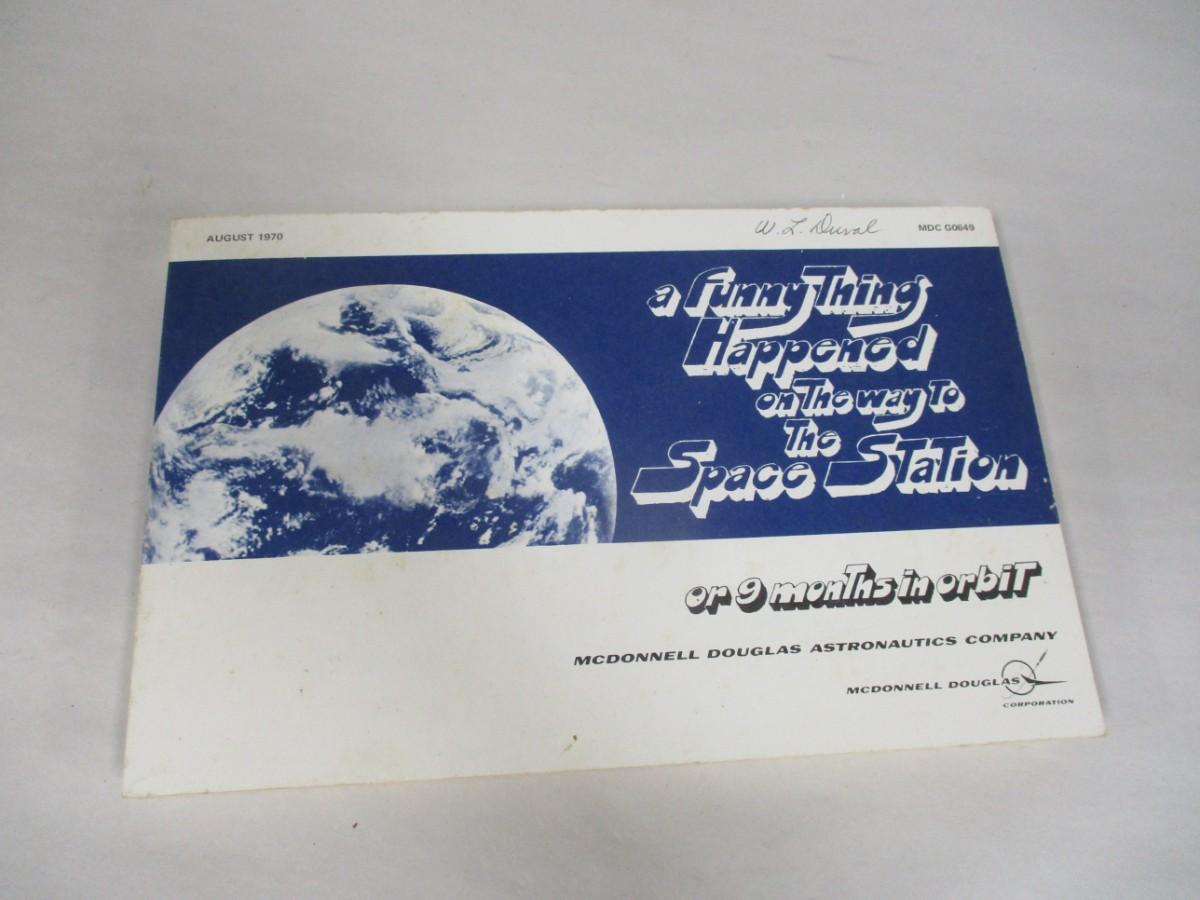 AUGUST 1970
W. L. Duval
MDC G0649
a funny Thing
Happened
on The way to
The
Space STaTion
or 9 monThs in orbiT
MCDONNELL DOUGLAS ASTRONAUTICS COMPANY
MCDONNELL DOUGLAS
CORPORATION